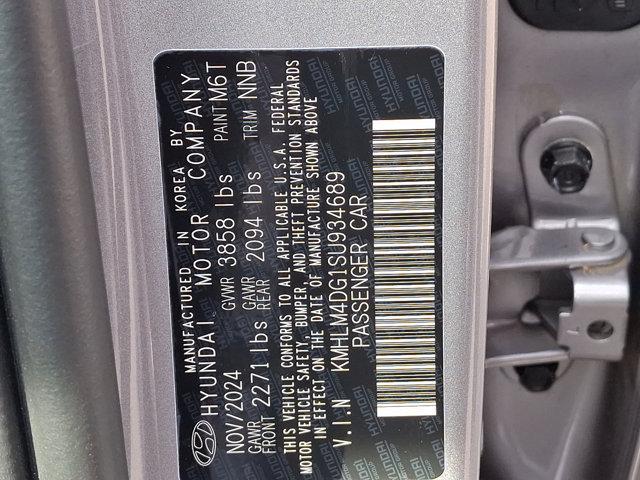 MANUFACTURED IN KOREA BY
HYUNDAI MOTOR COMPANY
NOV/2024 GVWR 3858 lbs PAINT M6T
GAWR FRONT 2271 lbs GAWR REAR 2094 lbs TRIM NNB
THIS VEHICLE CONFORMS TO ALL APPLICABLE U.S.A. FEDERAL
MOTOR VEHICLE SAFETY, BUMPER, AND THEFT PREVENTION STANDARDS
IN EFFECT ON THE DATE OF MANUFACTURE SHOWN ABOVE
V.I.N KMHLM4DG1SU934689
PASSENGER CAR